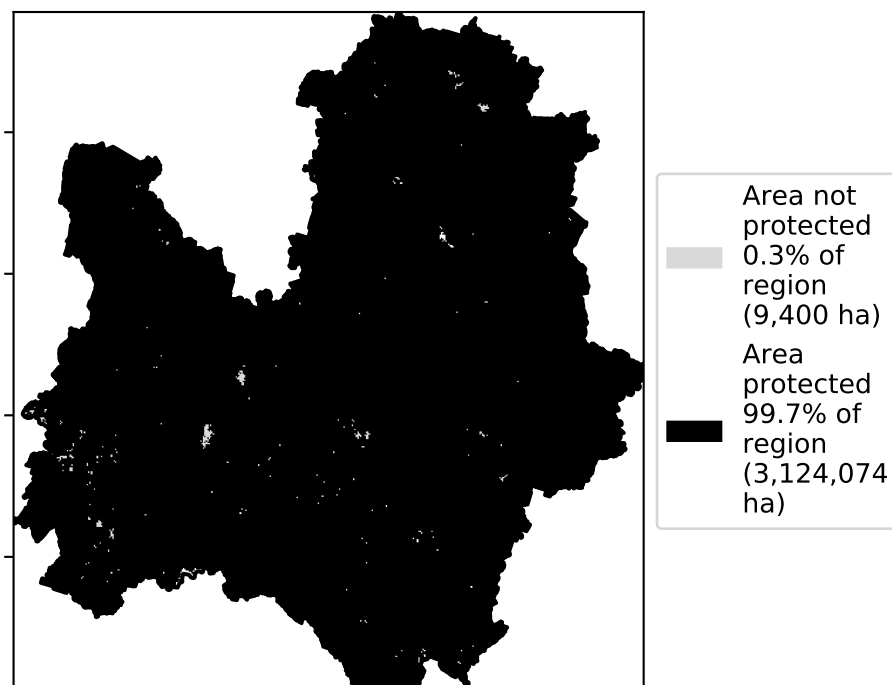 Area not
protected
0.3% of
region
(9,400 ha)
Area
protected
99.7% of
region
(3,124,074
ha)